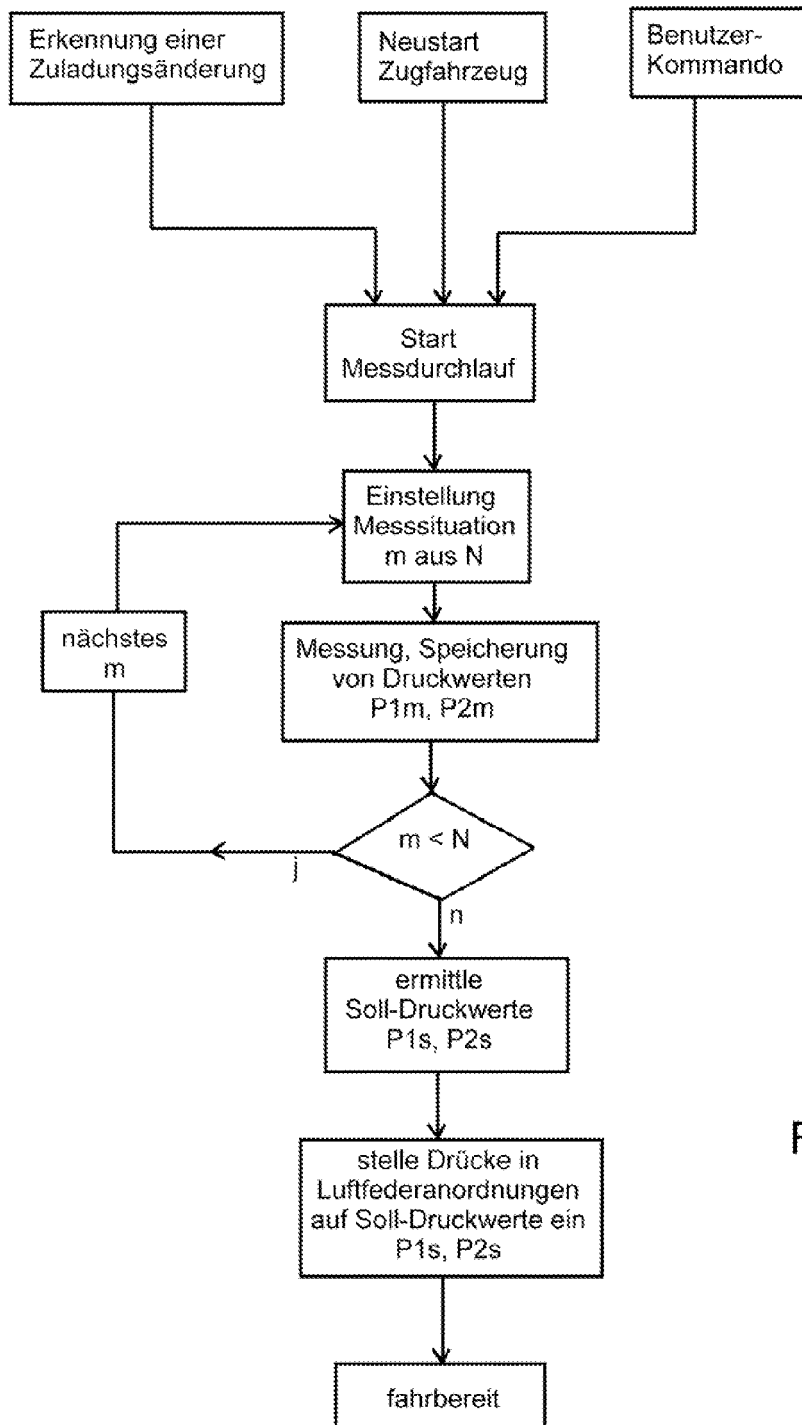 Erkennung einer
Zuladungsänderung
Neustart
Zugfahrzeug
Benutzer-
Kommando
Start
Messdurchlauf
Einstellung
Messsituation
m aus N
nächstes
m
Messung, Speicherung
von Druckwerten
P1m, P2m
m < N
j
n
ermittle
Soll-Druckwerte
P1s, P2s
stelle Drücke in
Luftfederanordnungen
auf Soll-Druckwerte ein
P1s, P2s
fahrbereit